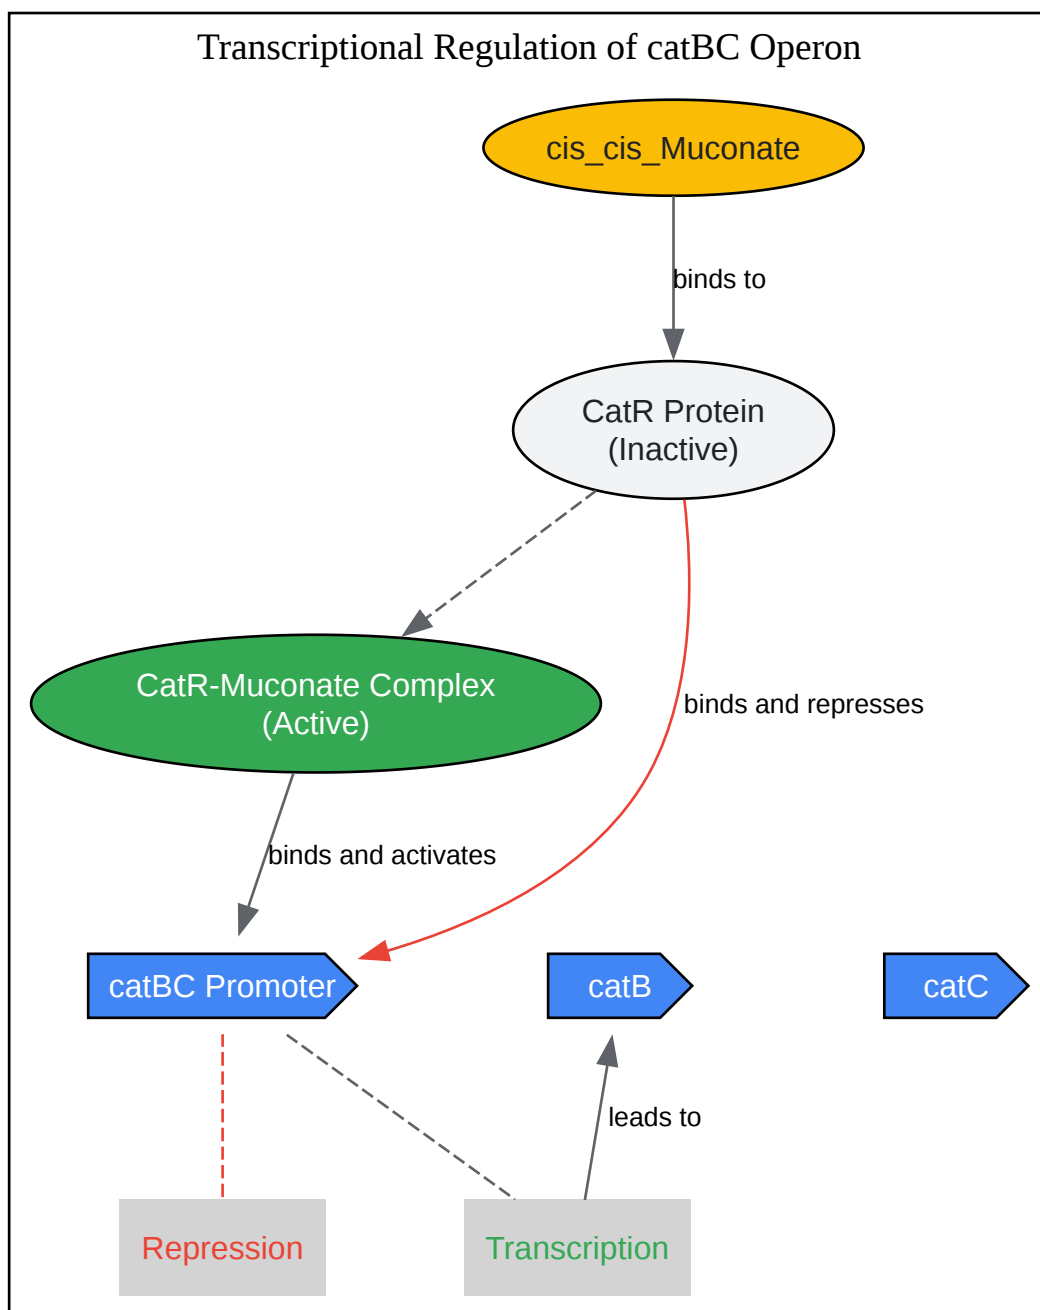 Transcriptional Regulation of catBC Operon
cis_cis_Muconate
binds to
CatR Protein
(Inactive)
CatR-Muconate Complex
(Active)
binds and represses
binds and activates
catBC Promoter
catB
catC
leads to
Repression
Transcription